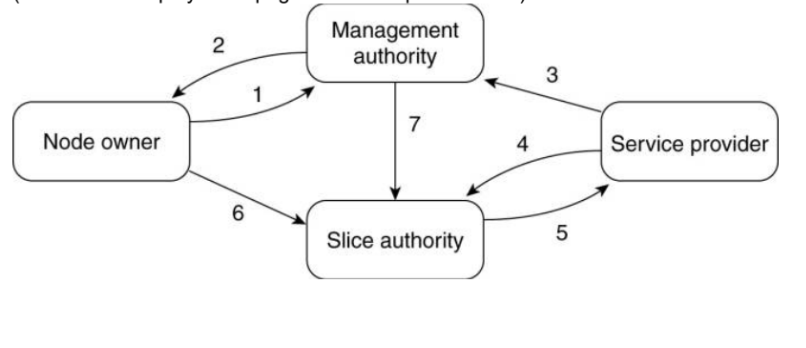 Management
authority
2
3
1
Node owner
7
4
Service provider
6
Slice authority
5